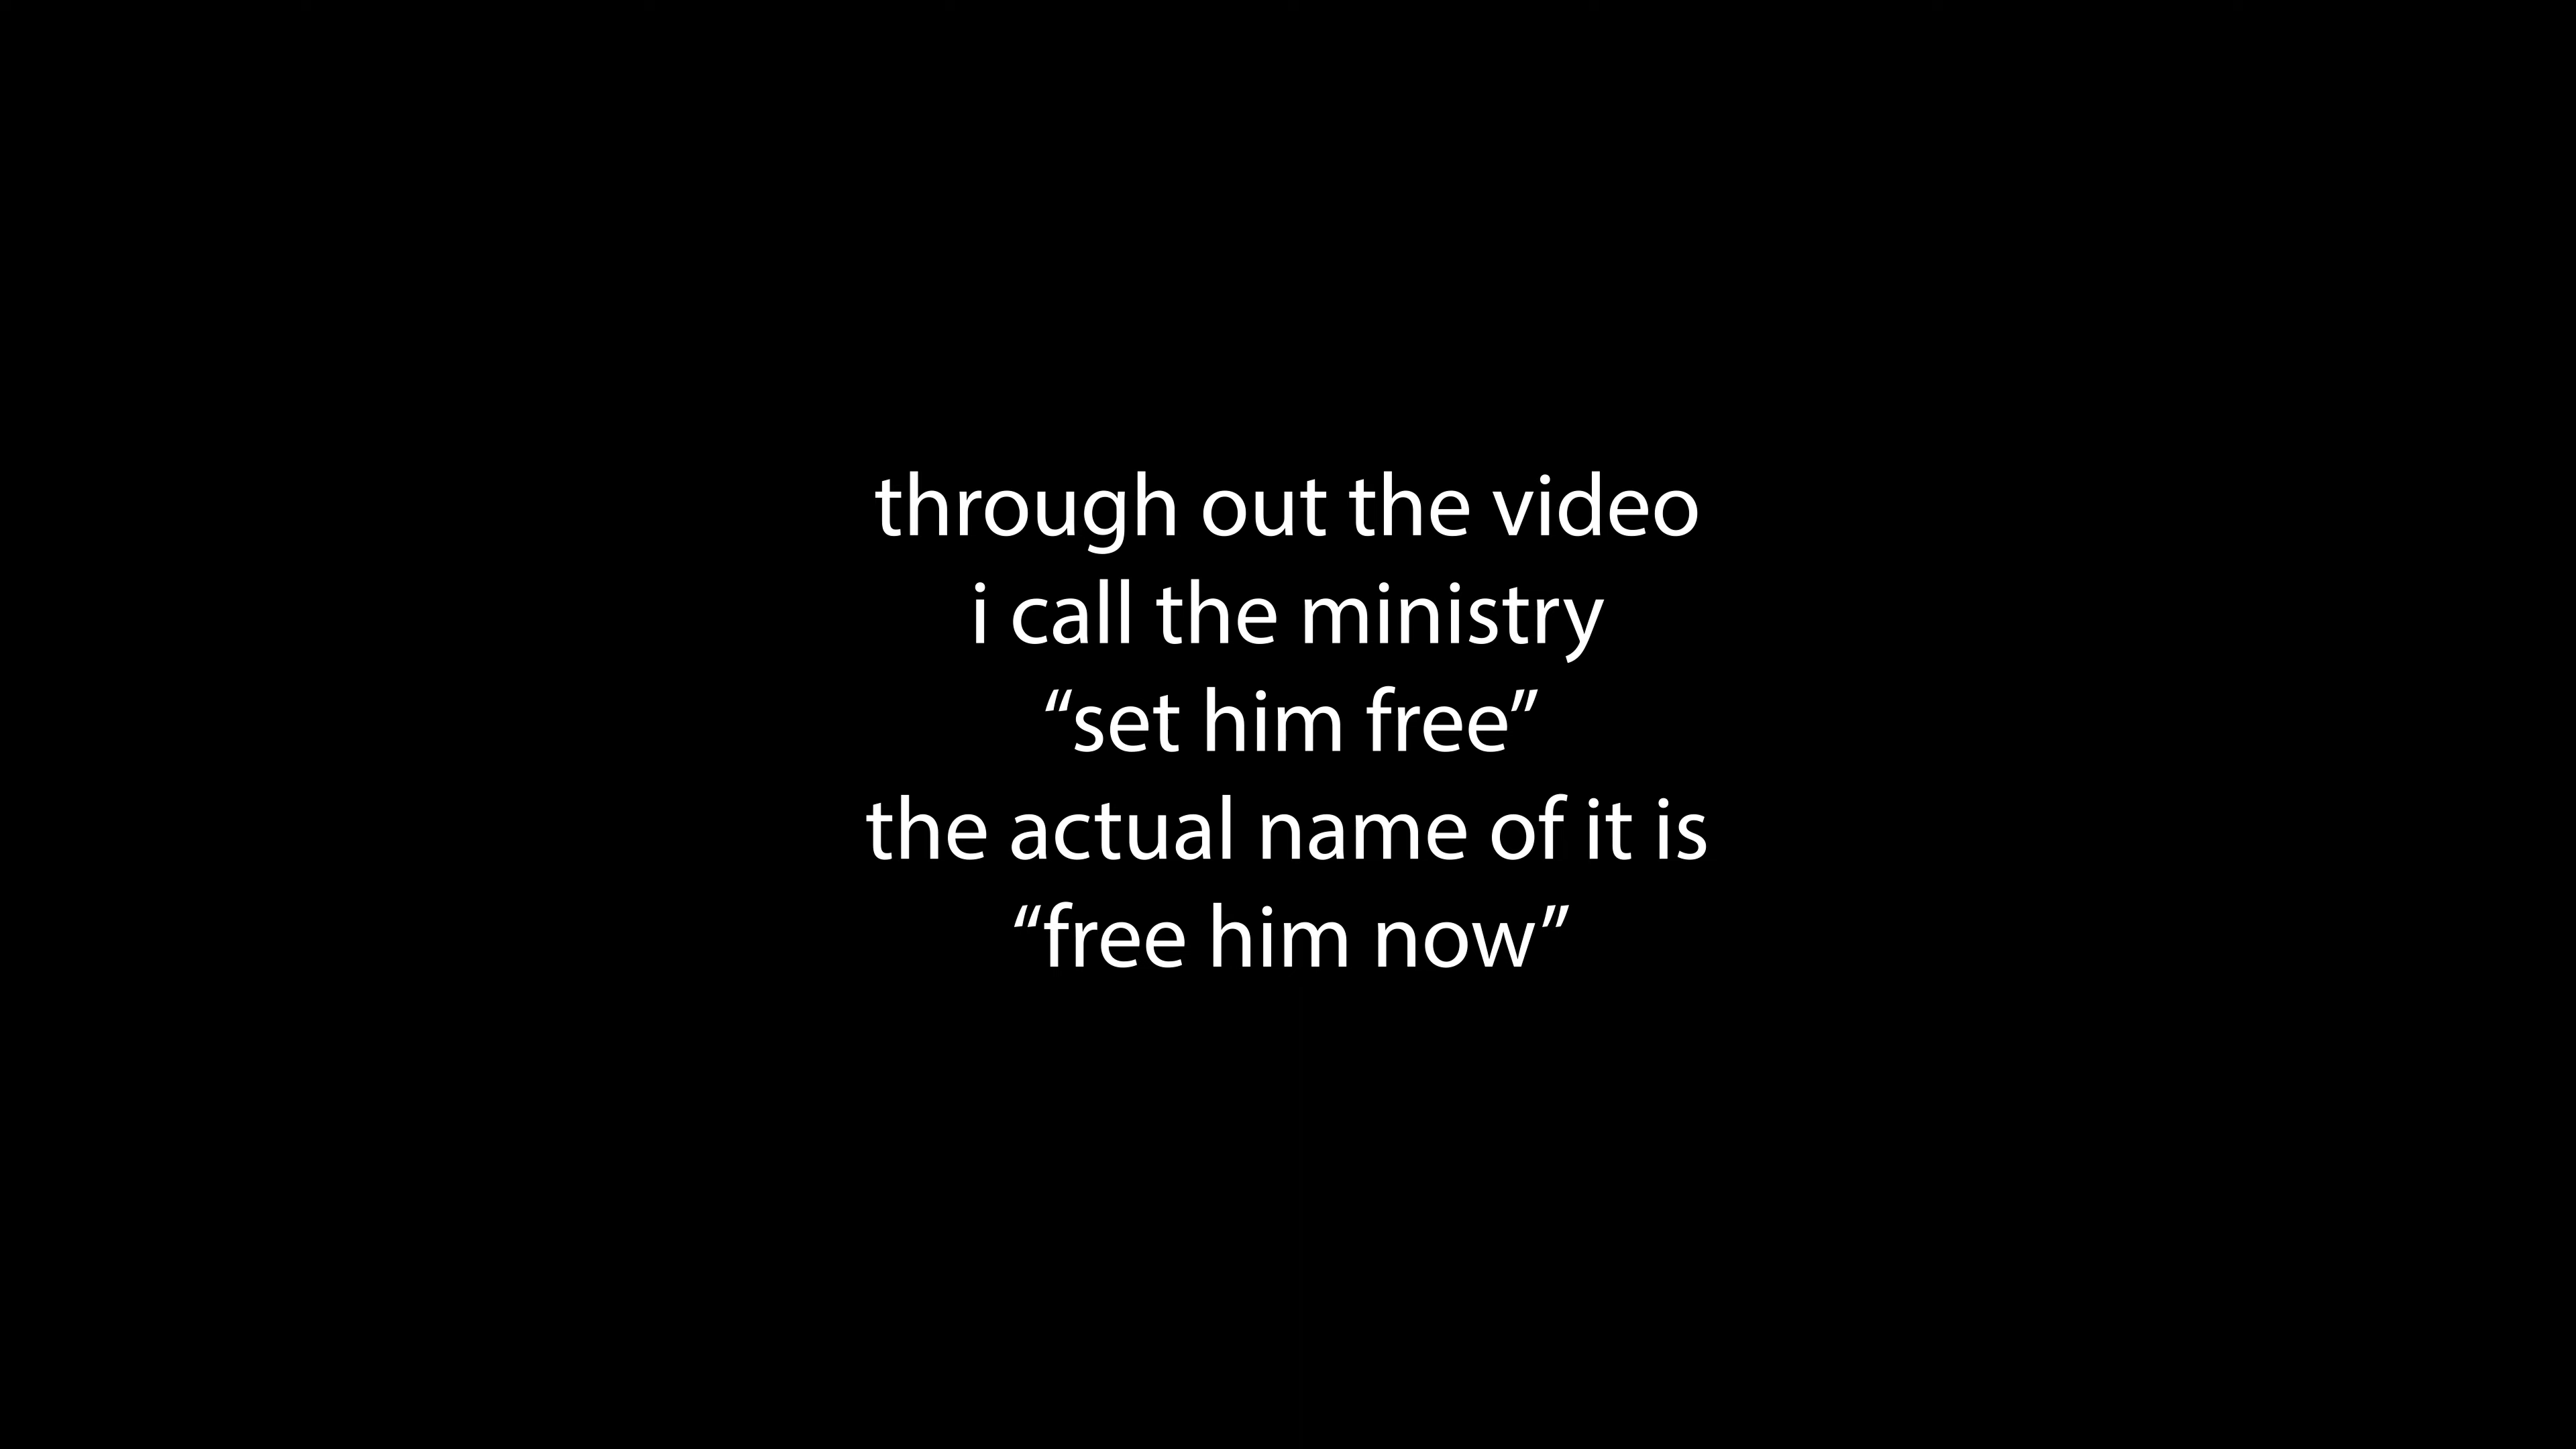 through out the video
i call the ministry
“set him free”
the actual name of it is
“free him now”